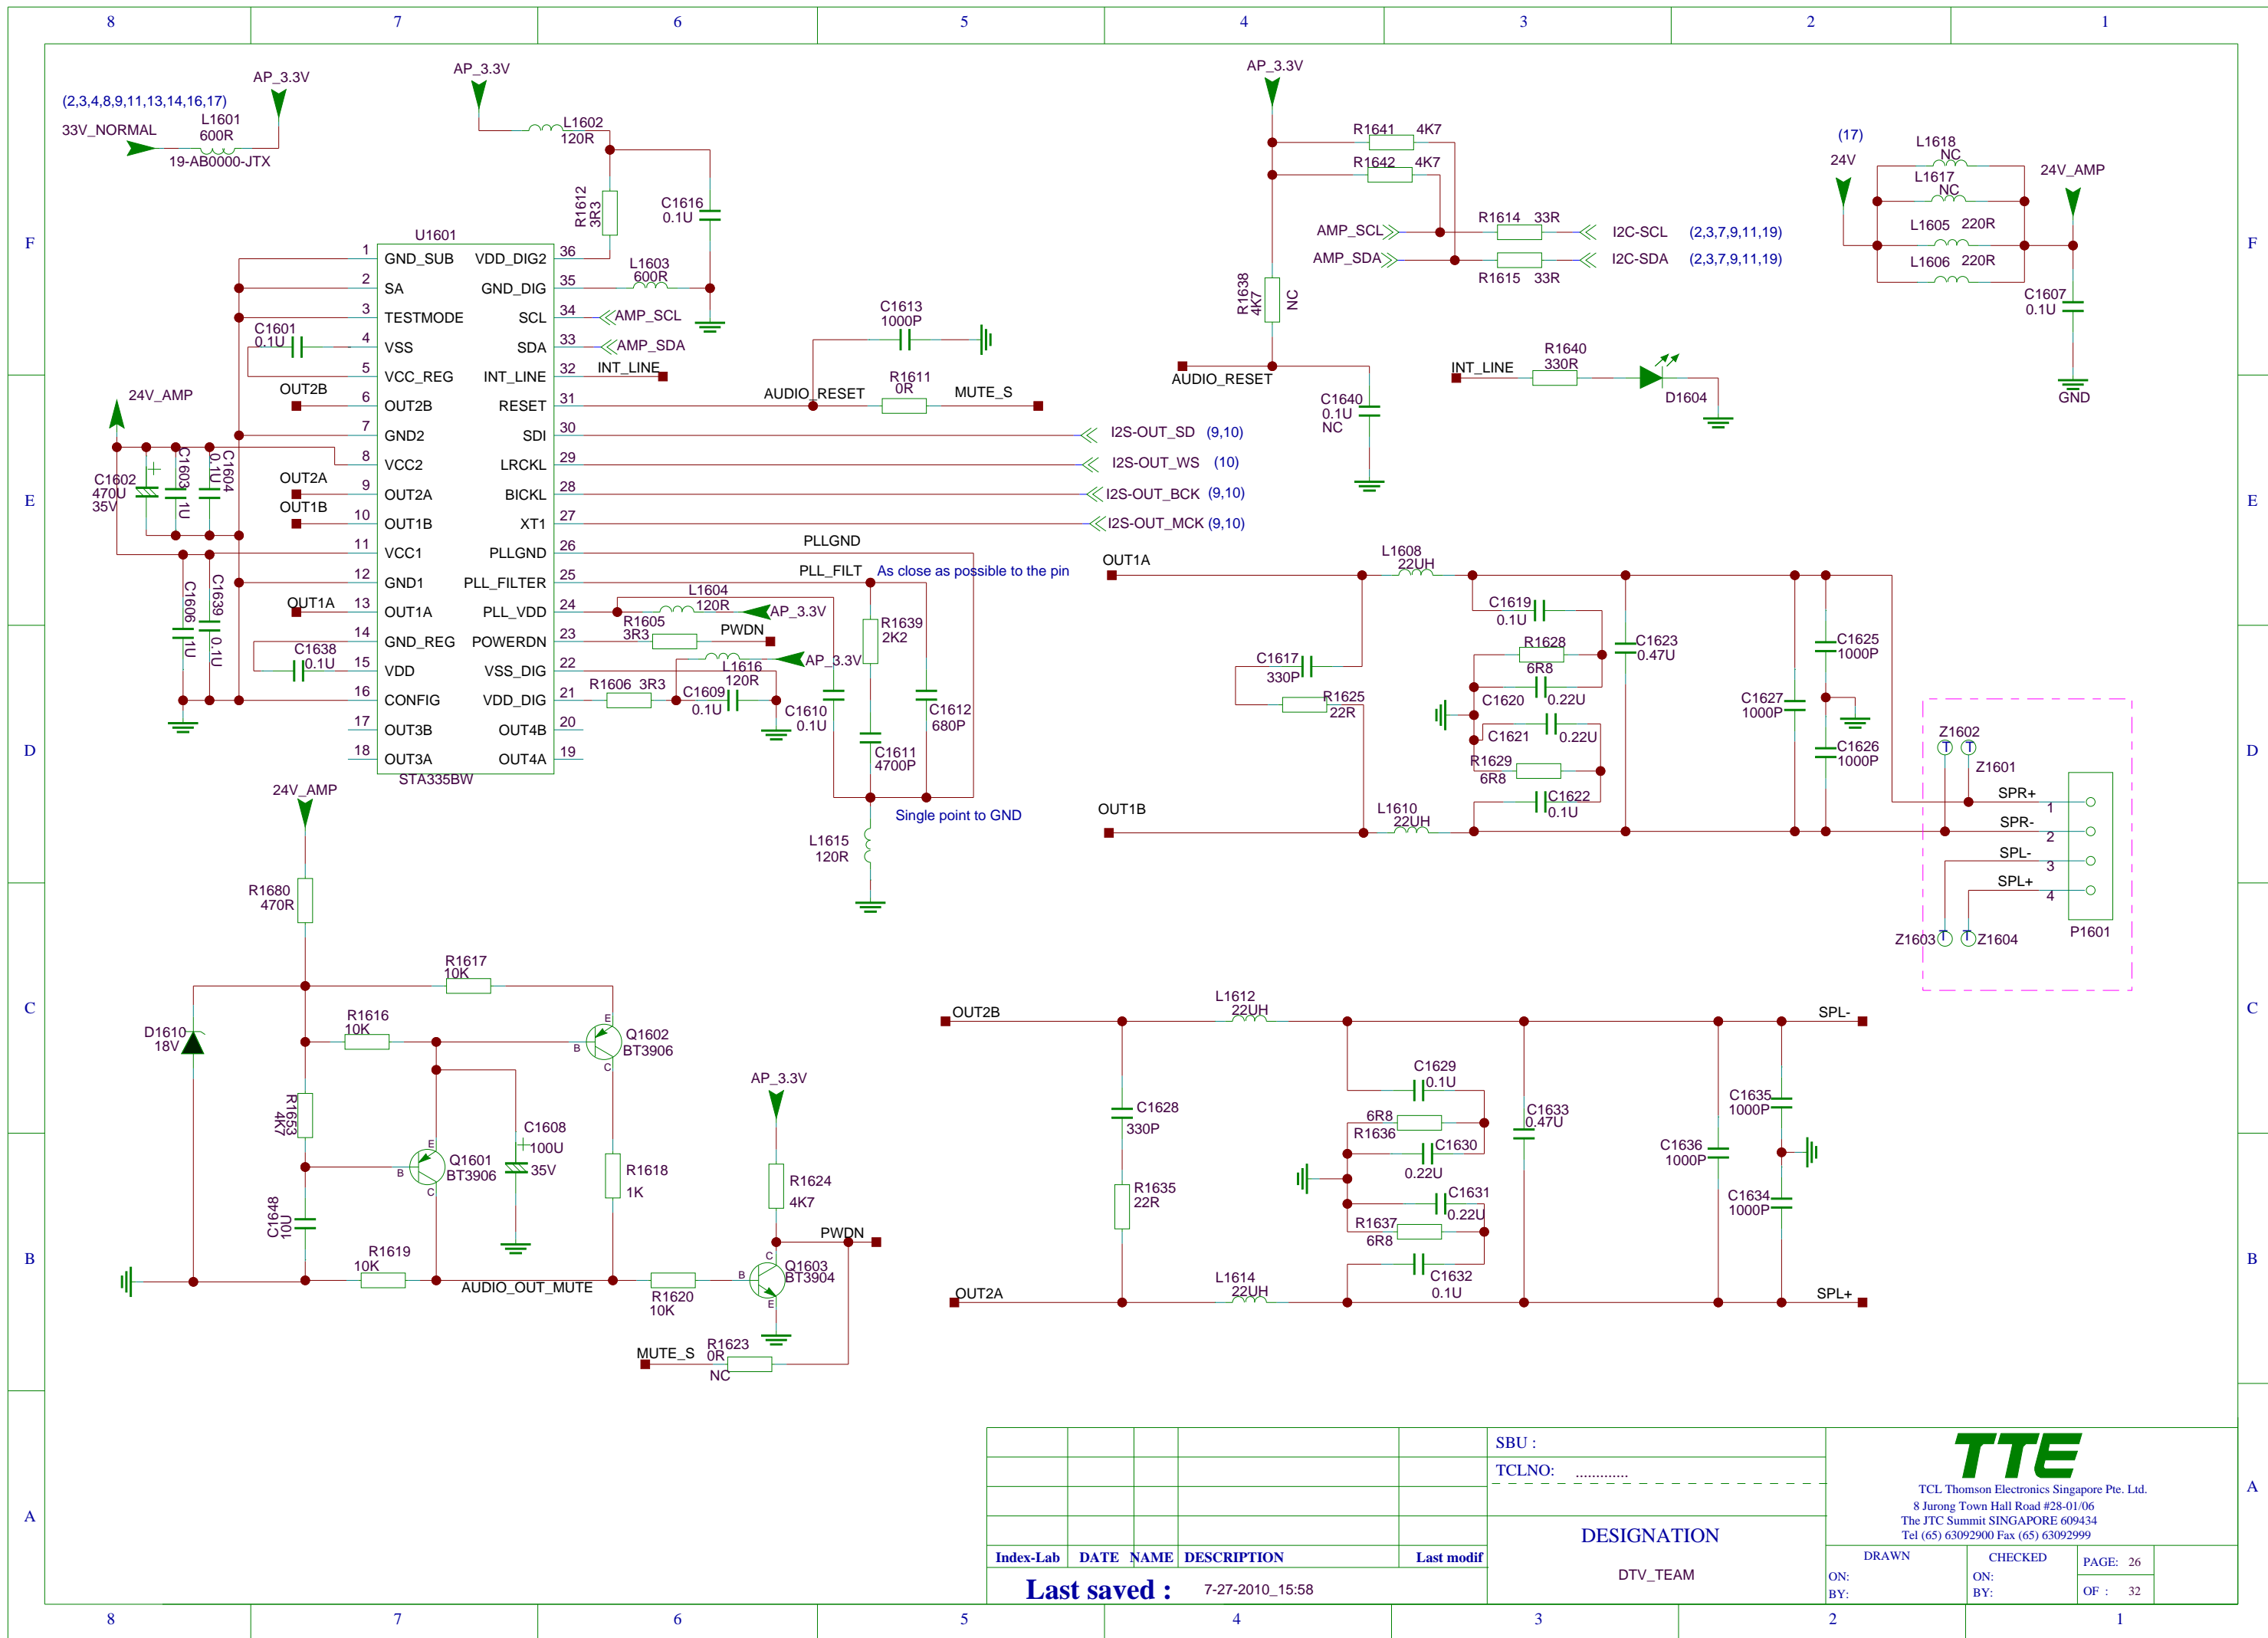 8 7 6 5 4 3 2 1
F
E
D
C
B
A
(2,3,4,8,9,11,13,14,16,17)
33V_NORMAL
L1601
600R
19-AB0000-JTX
AP_3.3V
AP_3.3V
L1602
120R
R1612
3R3
C1616
0.1U
L1603
600R
U1601
1 GND_SUB VDD_DIG2 36
2 SA GND_DIG 35
3 TESTMODE SCL 34 AMP_SCL
4 VSS SDA 33 AMP_SDA
5 VCC_REG INT_LINE 32 INT_LINE
6 OUT2B RESET 31
7 GND2 SDI 30
8 VCC2 LRCKL 29
9 OUT2A BICKL 28
10 OUT1B XT1 27
11 VCC1 PLLGND 26
12 GND1 PLL_FILTER 25
13 OUT1A PLL_VDD 24
14 GND_REG POWERDN 23
15 VDD VSS_DIG 22
16 CONFIG VDD_DIG 21
17 OUT3B OUT4B 20
18 OUT3A OUT4A 19
STA335BW
C1601
0.1U
OUT2B
24V_AMP
C1602
470U
35V
C1603
1U
C1604
0.1U
OUT2A
OUT1B
OUT1A
C1606
1U
C1639
0.1U
C1638
0.1U
C1613
1000P
AUDIO_RESET
R1611
0R
MUTE_S
I2S-OUT_SD (9,10)
I2S-OUT_WS (10)
I2S-OUT_BCK (9,10)
I2S-OUT_MCK (9,10)
PLLGND
PLL_FILT
As close as possible to the pin
L1604
120R
AP_3.3V
R1605
3R3
PWDN
AP_3.3V
L1616
120R
R1606 3R3
C1609
0.1U
C1610
0.1U
R1639
2K2
C1611
4700P
C1612
680P
Single point to GND
L1615
120R
AP_3.3V
R1641 4K7
R1642 4K7
AMP_SCL
R1614 33R
I2C-SCL (2,3,7,9,11,19)
AMP_SDA
R1615 33R
I2C-SDA (2,3,7,9,11,19)
R1638
4K7
NC
AUDIO_RESET
C1640
0.1U
NC
INT_LINE
R1640
330R
D1604
(17)
24V
L1618
NC
L1617
NC
L1605 220R
L1606 220R
24V_AMP
C1607
0.1U
GND
OUT1A
L1608
22UH
C1617
330P
R1625
22R
C1619
0.1U
R1628
6R8
C1620
0.22U
C1621
0.22U
R1629
6R8
C1622
0.1U
C1623
0.47U
C1627
1000P
C1625
1000P
C1626
1000P
OUT1B
L1610
22UH
Z1602
T T
Z1601
SPR+ 1
SPR- 2
SPL- 3
SPL+ 4
P1601
Z1603 T T Z1604
24V_AMP
R1680
470R
R1617
10K
R1616
10K
D1610
18V
E
Q1602
BT3906
B
C
R1653
4K7
E
Q1601
BT3906
B
C
C1608
100U
35V
R1618
1K
C1648
10U
R1619
10K
AUDIO_OUT_MUTE
R1620
10K
AP_3.3V
R1624
4K7
PWDN
C
Q1603
BT3904
B
E
MUTE_S
R1623
0R
NC
OUT2B
L1612
22UH
SPL-
C1628
330P
R1635
22R
C1629
0.1U
6R8
R1636
C1630
0.22U
C1631
0.22U
R1637
6R8
C1632
0.1U
C1633
0.47U
C1636
1000P
C1635
1000P
C1634
1000P
OUT2A
L1614
22UH
SPL+
SBU :
TCLNO: .............
DESIGNATION
DTV_TEAM
Index-Lab DATE NAME DESCRIPTION Last modif
Last saved : 7-27-2010_15:58
TTE
TCL Thomson Electronics Singapore Pte. Ltd.
8 Jurong Town Hall Road #28-01/06
The JTC Summit SINGAPORE 609434
Tel (65) 63092900 Fax (65) 63092999
DRAWN
ON:
BY:
CHECKED
ON:
BY:
PAGE: 26
OF : 32
F
E
D
C
B
A
8 7 6 5 4 3 2 1